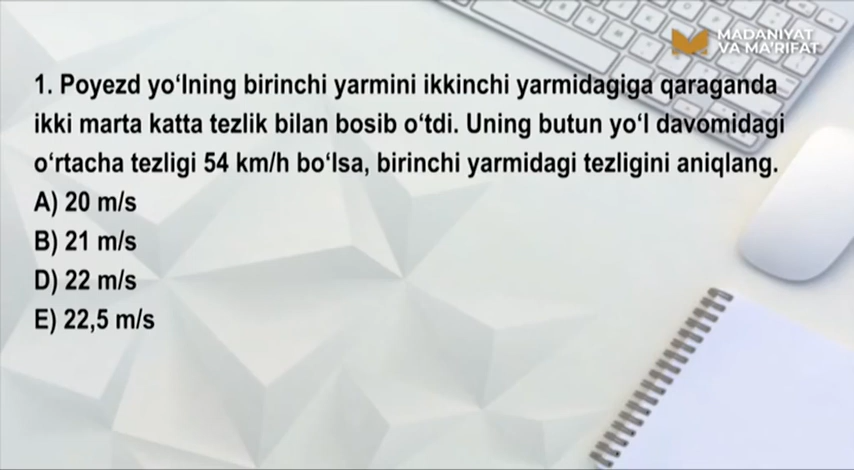 MADANIYAT
VA MA'RIFAT
1. Poyezd yo‘lning birinchi yarmini ikkinchi yarmidagiga qaraganda
ikki marta katta tezlik bilan bosib o‘tdi. Uning butun yo‘l davomidagi
o‘rtacha tezligi 54 km/h bo‘lsa, birinchi yarmidagi tezligini aniqlang.
A) 20 m/s
B) 21 m/s
D) 22 m/s
E) 22,5 m/s